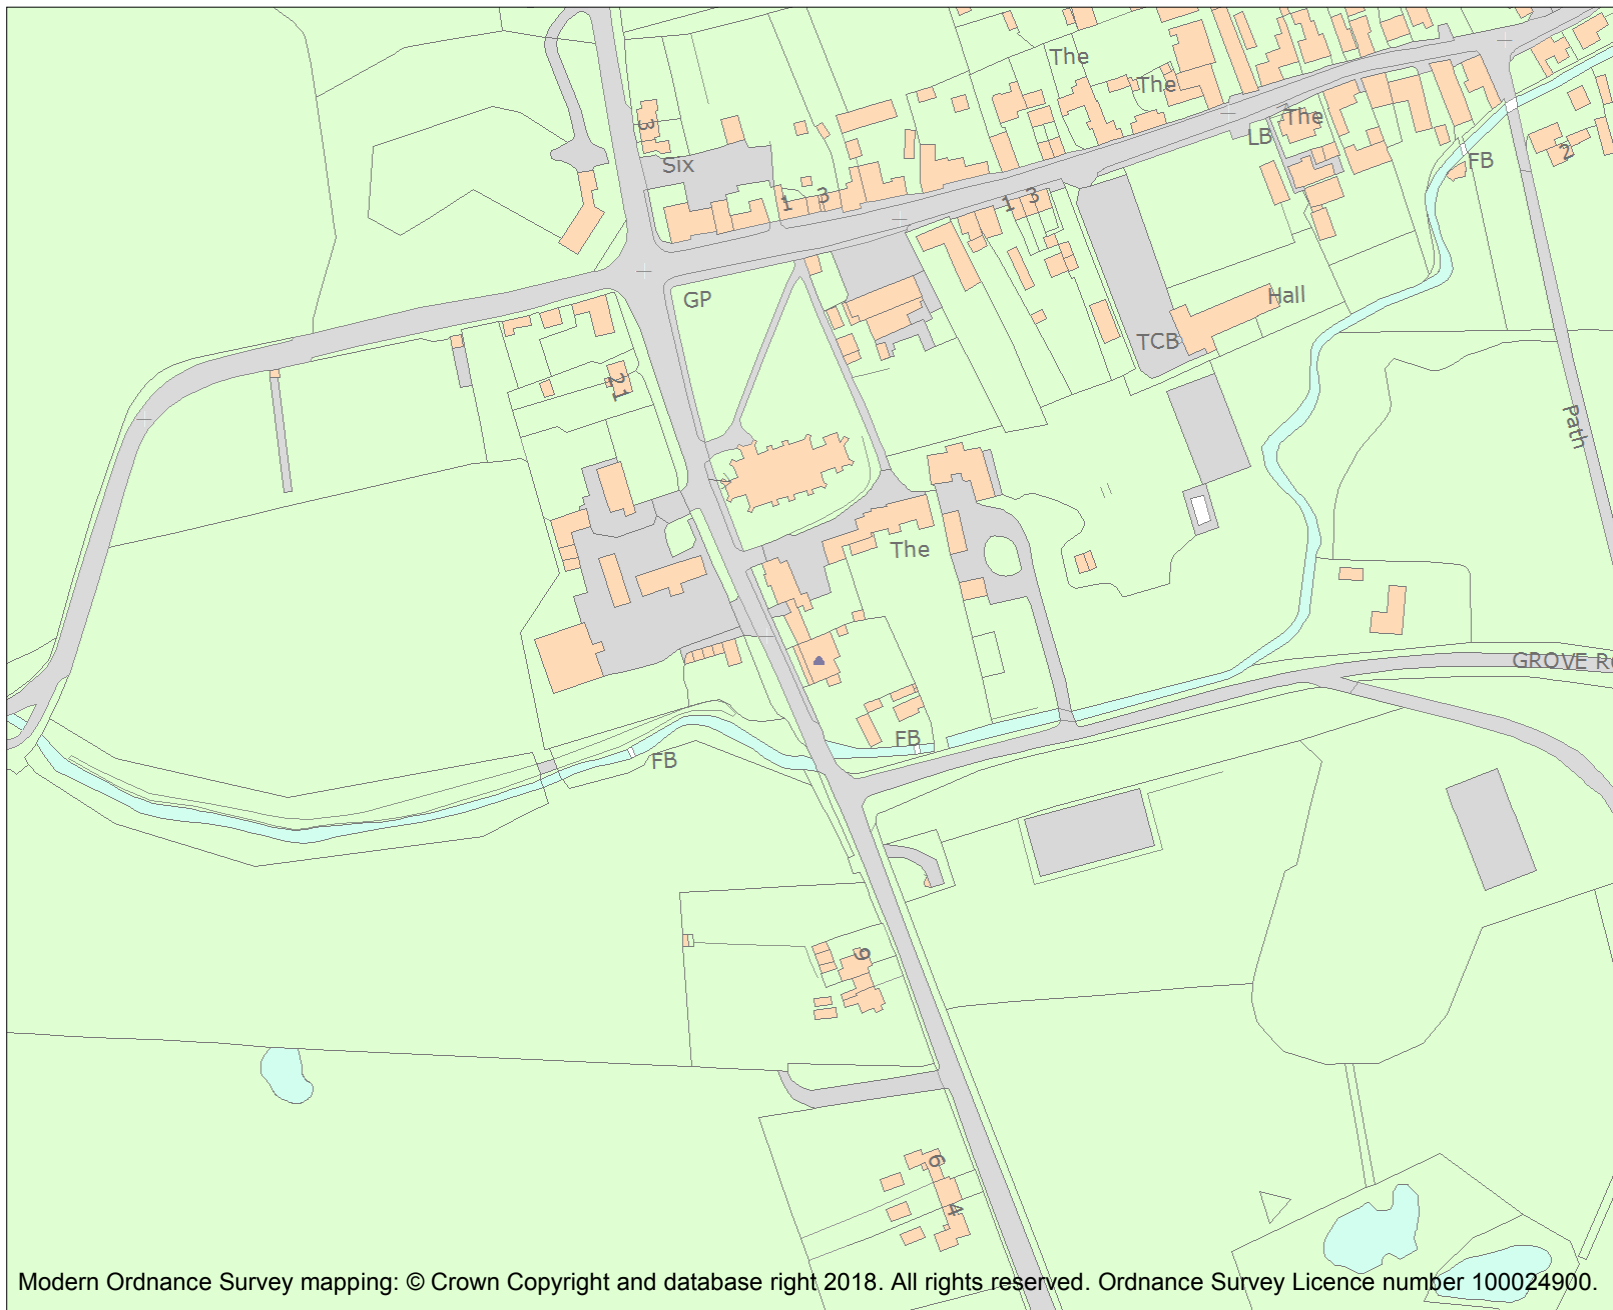 The
The
The
3
LB
Six
FB
2
1 3
1 3
GP
Hall
TCB
21
Path
The
GROVE R
FB
FB
9
6
4
Modern Ordnance Survey mapping: © Crown Copyright and database right 2018. All rights reserved. Ordnance Survey Licence number 100024900.